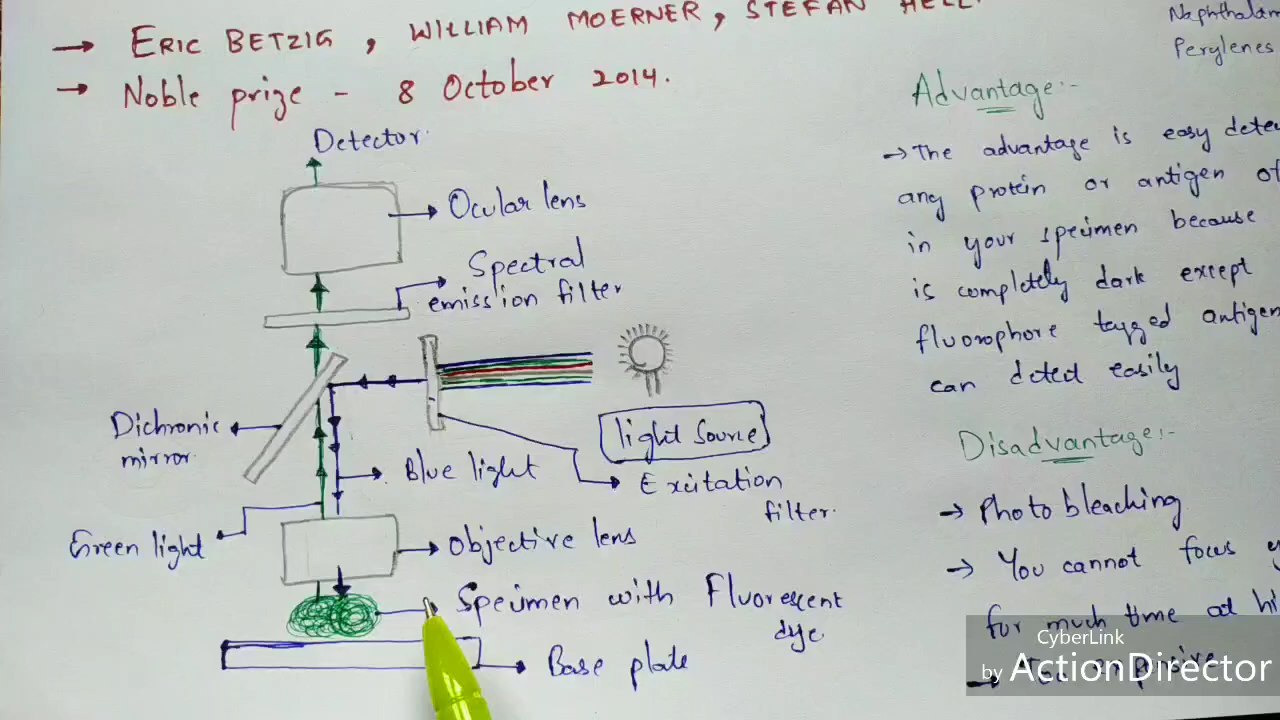 → ERIC BETZIG, WILLIAM MOERNER, STEFAN HELL.
→ Noble prize - 8 October 2014.
Detector
Ocular lens
Spectral
emission filter
Dichronic
mirror
light Source
Blue light
Excitation
filter
Green light
Objective lens
Specimen with Fluorescent
dye
Base plate
Perylenes
Advantage:-
→ The advantage is easy
any protein or antigen of
in your specimen because
is completely dark except
fluorophore tagged antigen
can detect easily
Disadvantage:-
→ Photo bleaching
→ You cannot focus
for much time at
CyberLink
by ActionDirector